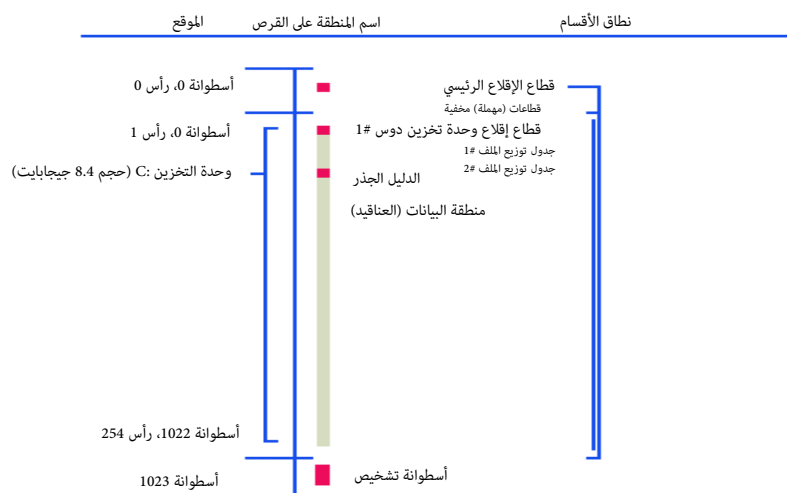 نطاق الأقسام
اسم المنطقة على القرص
الموقع
قطاع الإقلاع الرئيسي
أسطوانة 0، رأس 0
قطاعات (مهملة) مخفية
قطاع إقلاع وحدة تخزين دوس #1
أسطوانة 0، رأس 1
جدول توزيع الملف #1
جدول توزيع الملف #2
الدليل الجذر
وحدة التخزين C: (حجم 8.4 جيجابايت)
منطقة البيانات (العناقيد)
أسطوانة 1022، رأس 254
أسطوانة تشخيص
أسطوانة 1023